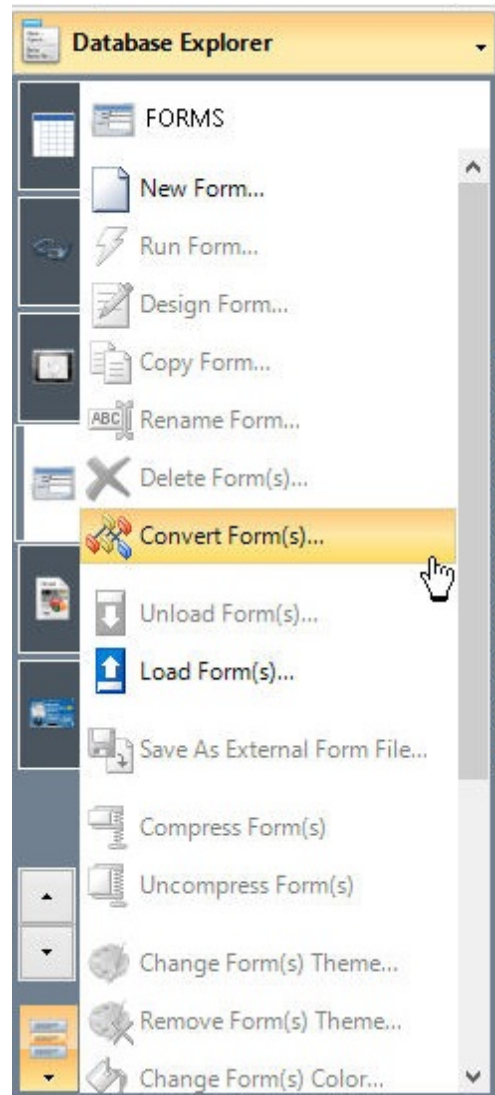 Database Explorer
FORMS
New Form...
Run Form...
Design Form...
Copy Form...
ABC
Rename Form...
Delete Form(s)...
Convert Form(s)...
Unload Form(s)...
Load Form(s)...
Save As External Form File...
Compress Form(s)
Uncompress Form(s)
Change Form(s) Theme...
Remove Form(s) Theme...
Change Form(s) Color...